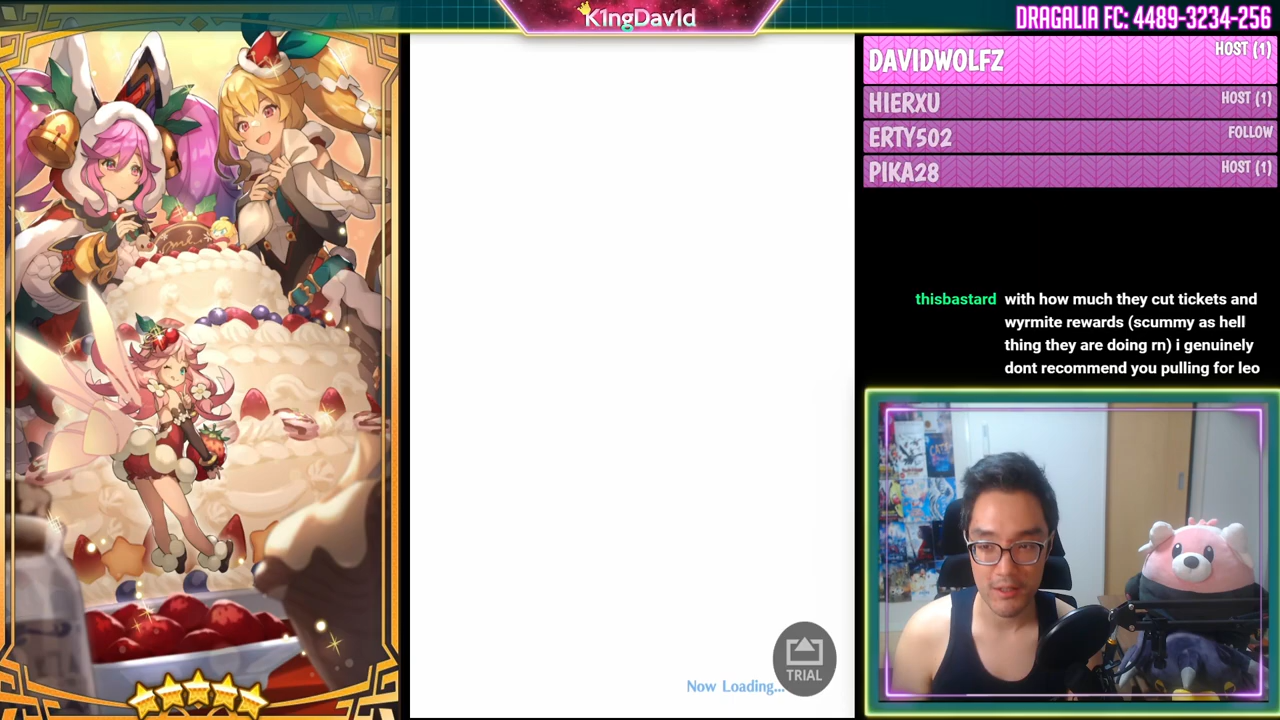 K1ngDav1d
DRAGALIA FC: 4489-3234-256
DAVIDWOLFZ HOST (1)
HIERXU HOST (1)
ERTY502 FOLLOW
PIKA28 HOST (1)
thisbastard with how much they cut tickets and
wyrmite rewards (scummy as hell
thing they are doing rn) i genuinely
dont recommend you pulling for leo
Now Loading...
TRIAL